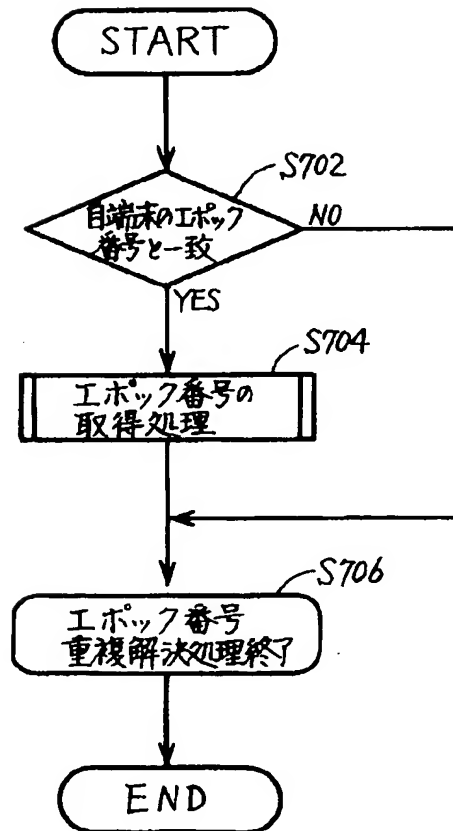 START
S702
自端末のエポック
番号と一致
NO
YES
S704
エポック番号の
取得処理
S706
エポック番号
重複解決処理終了
END